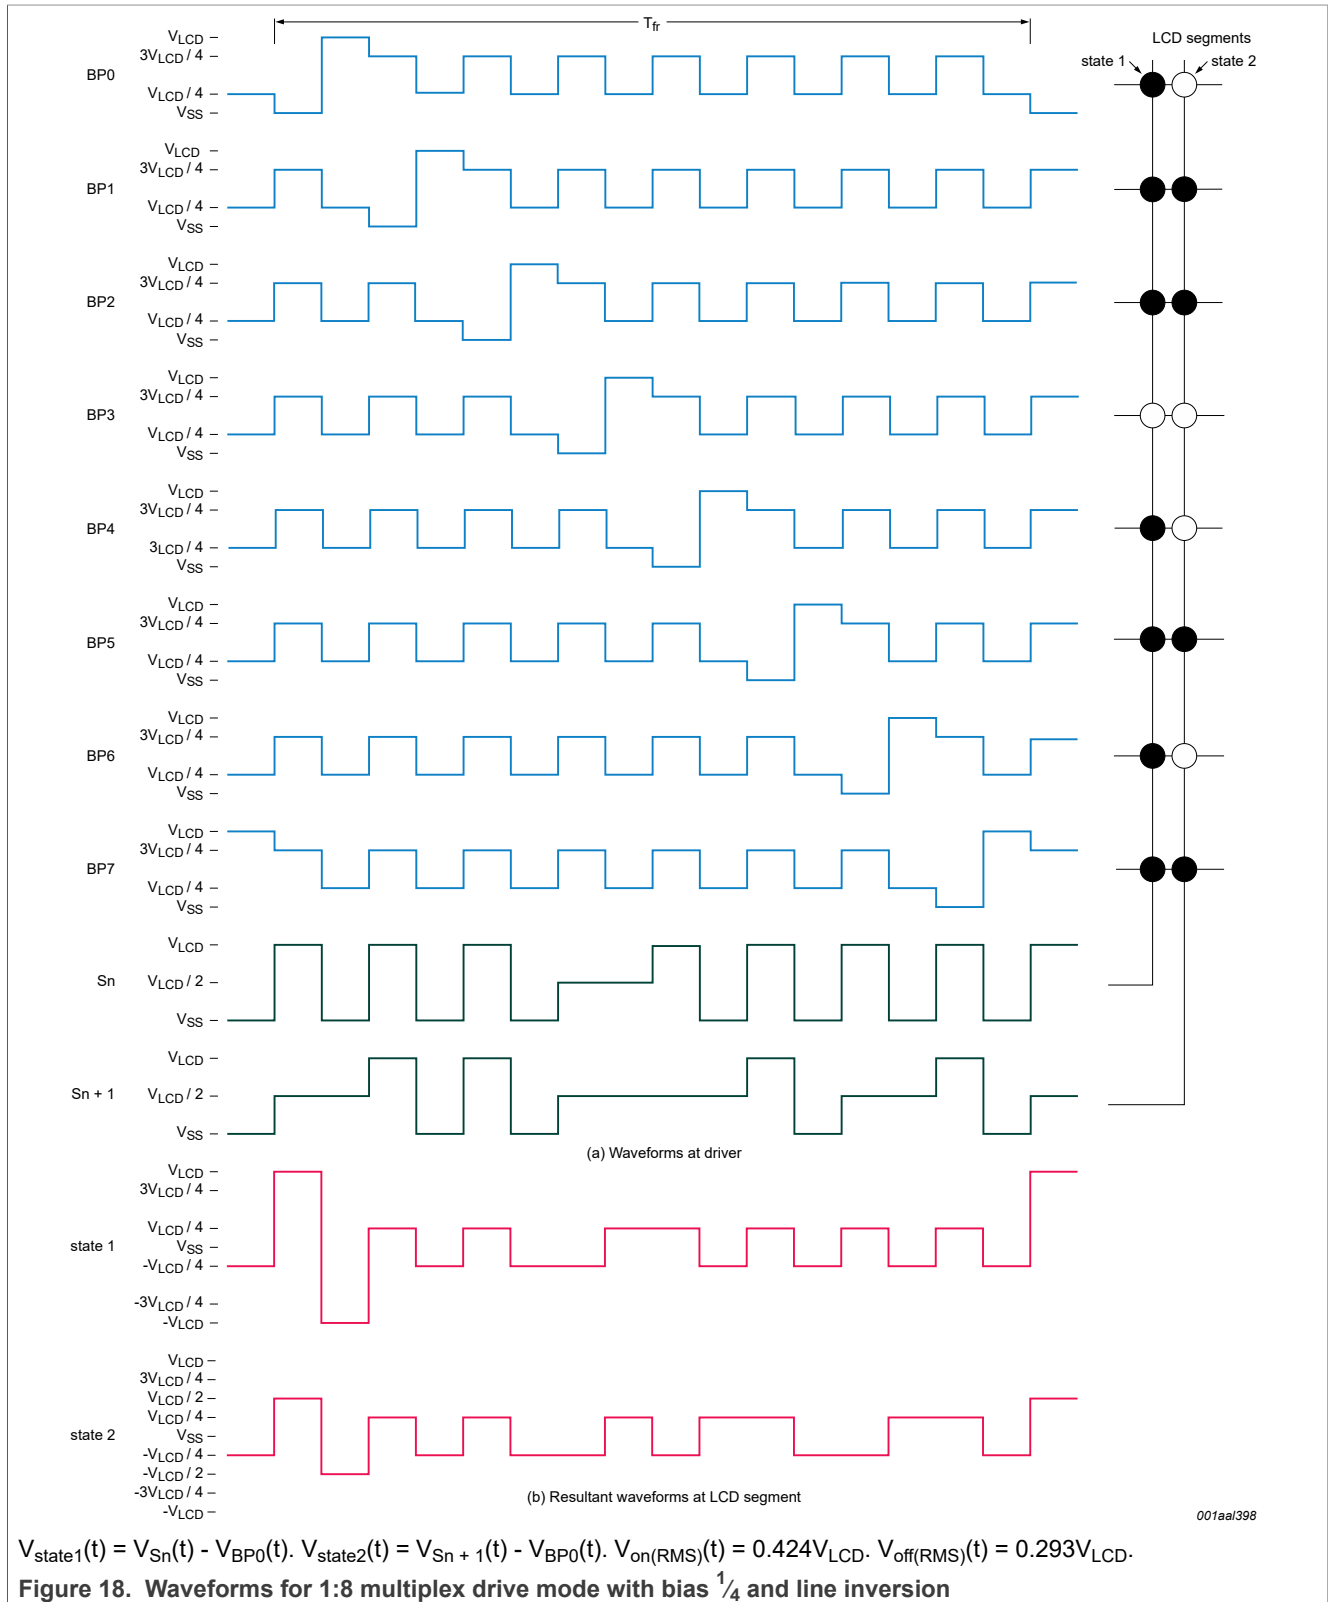 Tfr
LCD segments
state 1
state 2
BP0
VLCD
3VLCD / 4
VLCD / 4
VSS
BP1
VLCD
3VLCD / 4
VLCD / 4
VSS
BP2
VLCD
3VLCD / 4
VLCD / 4
VSS
BP3
VLCD
3VLCD / 4
VLCD / 4
VSS
BP4
VLCD
3VLCD / 4
3LCD / 4
VSS
BP5
VLCD
3VLCD / 4
VLCD / 4
VSS
BP6
VLCD
3VLCD / 4
VLCD / 4
VSS
BP7
VLCD
3VLCD / 4
VLCD / 4
VSS
Sn
VLCD
VLCD / 2
VSS
Sn + 1
VLCD
VLCD / 2
VSS
(a) Waveforms at driver
state 1
VLCD
3VLCD / 4
VLCD / 4
VSS
-VLCD / 4
-3VLCD / 4
-VLCD
state 2
VLCD
3VLCD / 4
VLCD / 2
VLCD / 4
VSS
-VLCD / 4
-VLCD / 2
-3VLCD / 4
-VLCD
(b) Resultant waveforms at LCD segment
001aal398
Vstate1(t) = VSn(t) - VBP0(t). Vstate2(t) = VSn + 1(t) - VBP0(t). Von(RMS)(t) = 0.424VLCD. Voff(RMS)(t) = 0.293VLCD.
Figure 18. Waveforms for 1:8 multiplex drive mode with bias 1⁄4 and line inversion